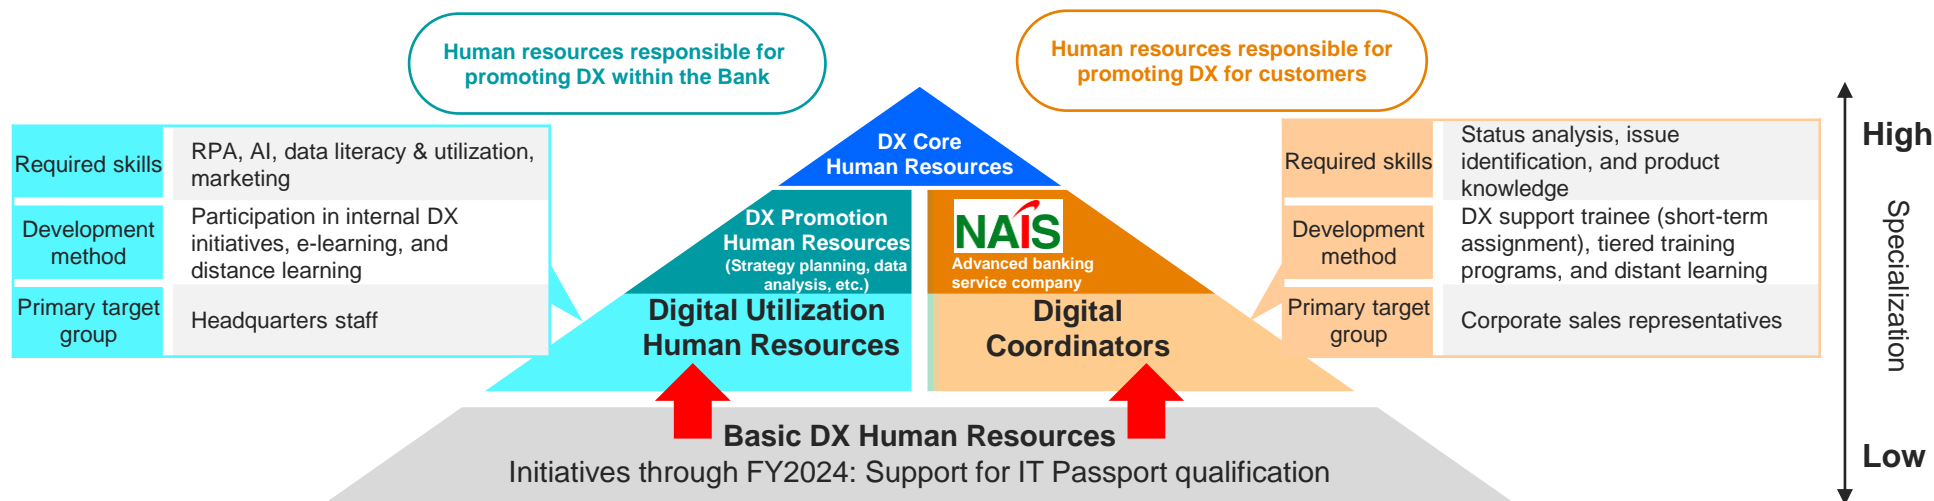 Human resources responsible for
promoting DX within the Bank
Human resources responsible for
promoting DX for customers
Required skills
RPA, AI, data literacy & utilization,
marketing
Development
method
Participation in internal DX
initiatives, e-learning, and
distance learning
Primary target
group
Headquarters staff
DX Core
Human Resources
DX Promotion
Human Resources
(Strategy planning, data
analysis, etc.)
NAIS
Advanced banking
service company
Digital Utilization
Human Resources
Digital
Coordinators
Basic DX Human Resources
Initiatives through FY2024: Support for IT Passport qualification
Required skills
Status analysis, issue
identification, and product
knowledge
Development
method
DX support trainee (short-term
assignment), tiered training
programs, and distant learning
Primary target
group
Corporate sales representatives
High
Specialization
Low